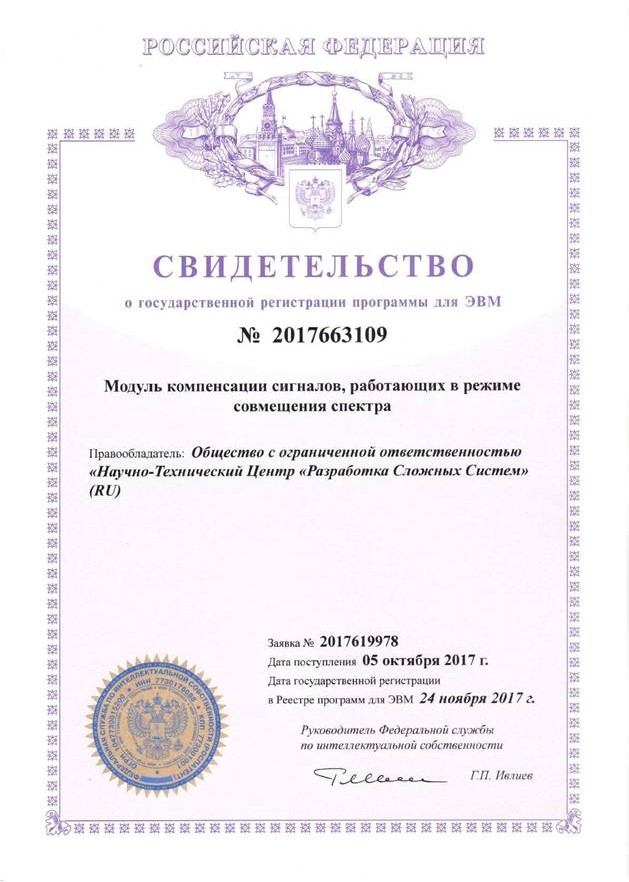 РОССИЙСКАЯ ФЕДЕРАЦИЯ
СВИДЕТЕЛЬСТВО
о государственной регистрации программы для ЭВМ
№ 2017663109
Модуль компенсации сигналов, работающих в режиме
совмещения спектра
Правообладатель: Общество с ограниченной ответственностью
«Научно-Технический Центр «Разработка Сложных Систем»
(RU)
Заявка № 2017619978
Дата поступления 05 октября 2017 г.
Дата государственной регистрации
в Реестре программ для ЭВМ 24 ноября 2017 г.
Руководитель Федеральной службы
по интеллектуальной собственности
Г.П. Ивлиев
ФЕДЕРАЛЬНАЯ СЛУЖБА ПО ИНТЕЛЛЕКТУАЛЬНОЙ СОБСТВЕННОСТИ (РОСПАТЕНТ)